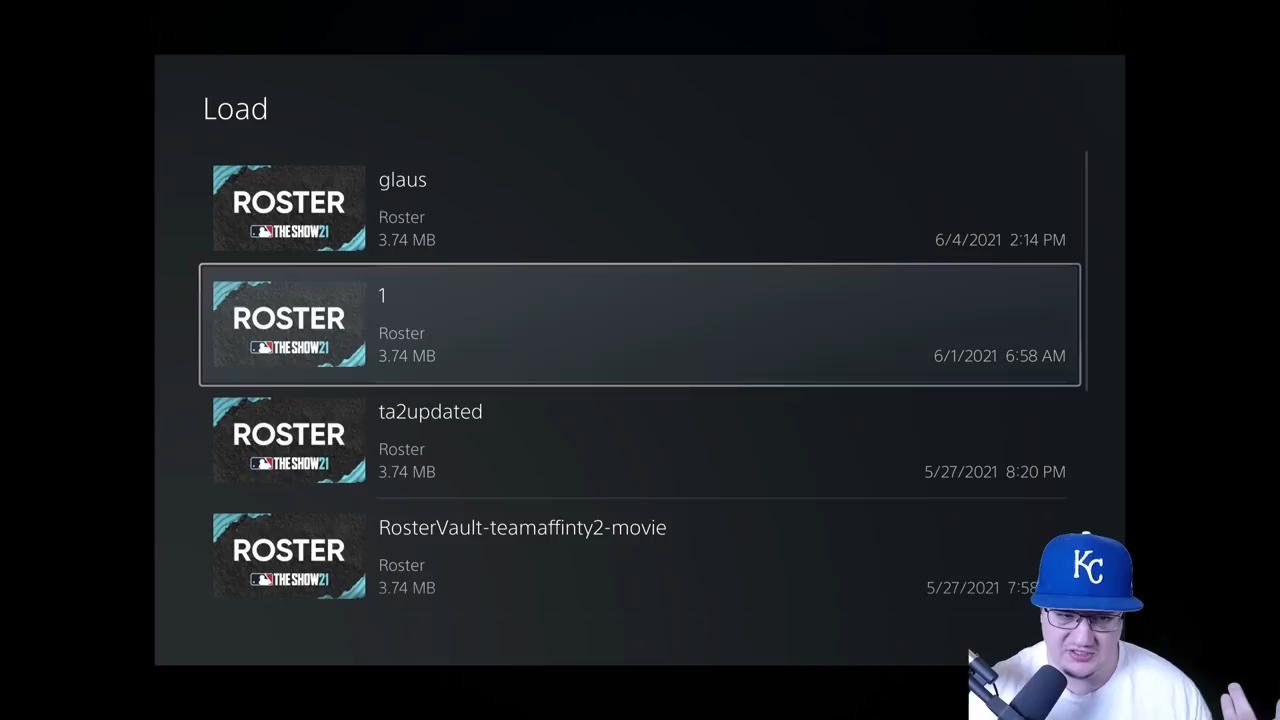 Load
glaus
ROSTER
THE SHOW 21
Roster
3.74 MB
6/4/2021 2:14 PM
1
ROSTER
THE SHOW 21
Roster
3.74 MB
6/1/2021 6:58 AM
ta2updated
ROSTER
THE SHOW 21
Roster
3.74 MB
5/27/2021 8:20 PM
RosterVault-teamaffinty2-movie
ROSTER
THE SHOW 21
Roster
3.74 MB
5/27/2021 7:58
KC